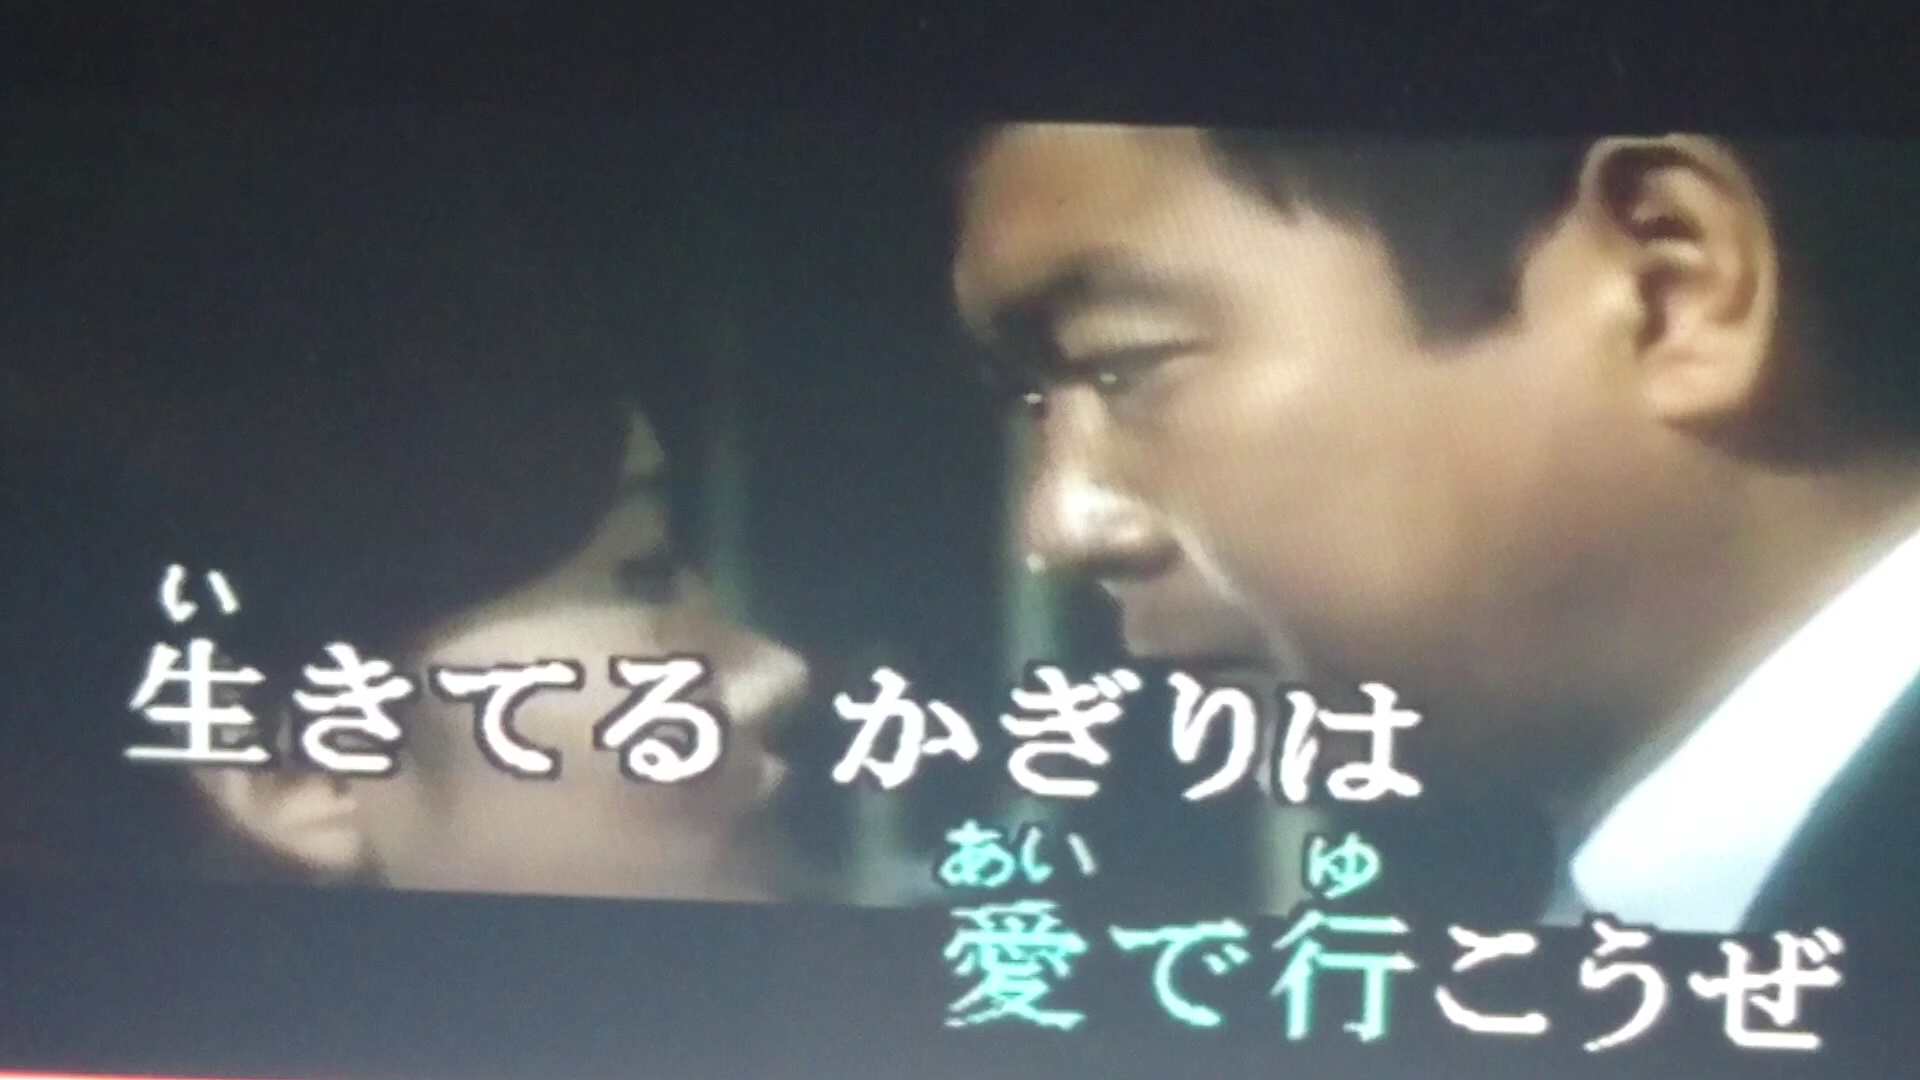 い
生きてる かぎりは
あい ゆ
愛で行こうぜ